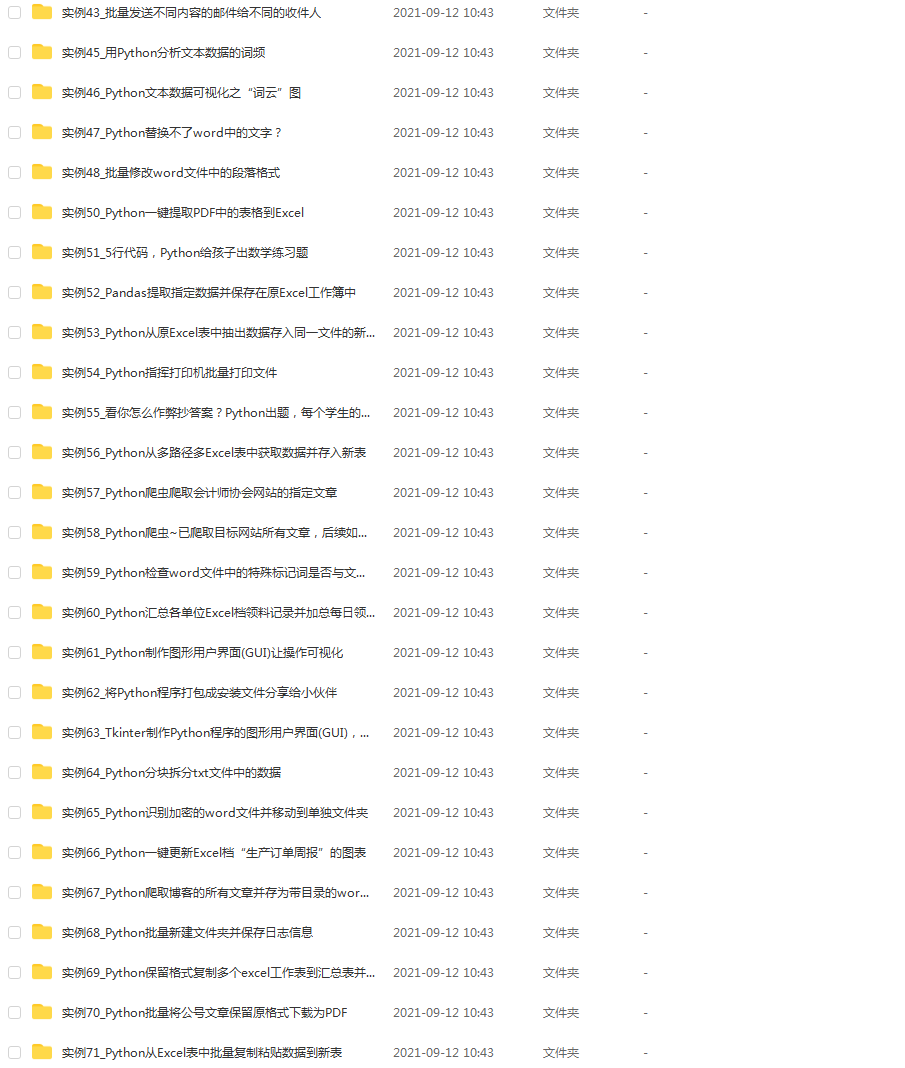 实例43_批量发送不同内容的邮件给不同的收件人 2021-09-12 10:43 文件夹 -
实例45_用Python分析文本数据的词频 2021-09-12 10:43 文件夹 -
实例46_Python文本数据可视化之“词云”图 2021-09-12 10:43 文件夹 -
实例47_Python替换不了word中的文字？ 2021-09-12 10:43 文件夹 -
实例48_批量修改word文件中的段落格式 2021-09-12 10:43 文件夹 -
实例50_Python一键提取PDF中的表格到Excel 2021-09-12 10:43 文件夹 -
实例51_5行代码，Python给孩子出数学练习题 2021-09-12 10:43 文件夹 -
实例52_Pandas提取指定数据并保存在原Excel工作簿中 2021-09-12 10:43 文件夹 -
实例53_Python从原Excel表中抽出数据存入同一文件的新... 2021-09-12 10:43 文件夹 -
实例54_Python指挥打印机批量打印文件 2021-09-12 10:43 文件夹 -
实例55_看你怎么作弊抄答案？Python出题，每个学生的... 2021-09-12 10:43 文件夹 -
实例56_Python从多路径多Excel表中获取数据并存入新表 2021-09-12 10:43 文件夹 -
实例57_Python爬虫爬取会计师协会网站的指定文章 2021-09-12 10:43 文件夹 -
实例58_Python爬虫~已爬取目标网站所有文章，后续如... 2021-09-12 10:43 文件夹 -
实例59_Python检查word文件中的特殊标记词是否与文... 2021-09-12 10:43 文件夹 -
实例60_Python汇总各单位Excel档领料记录并加总每日领... 2021-09-12 10:43 文件夹 -
实例61_Python制作图形用户界面(GUI)让操作可视化 2021-09-12 10:43 文件夹 -
实例62_将Python程序打包成安装文件分享给小伙伴 2021-09-12 10:43 文件夹 -
实例63_Tkinter制作Python程序的图形用户界面(GUI)，... 2021-09-12 10:43 文件夹 -
实例64_Python分块拆分txt文件中的数据 2021-09-12 10:43 文件夹 -
实例65_Python识别加密的word文件并移动到单独文件夹 2021-09-12 10:43 文件夹 -
实例66_Python一键更新Excel档“生产订单周报”的图表 2021-09-12 10:43 文件夹 -
实例67_Python爬取博客的所有文章并存为带目录的wor... 2021-09-12 10:43 文件夹 -
实例68_Python批量新建文件夹并保存日志信息 2021-09-12 10:43 文件夹 -
实例69_Python保留格式复制多个excel工作表到汇总表并... 2021-09-12 10:43 文件夹 -
实例70_Python批量将公号文章保留原格式下载为PDF 2021-09-12 10:43 文件夹 -
实例71_Python从Excel表中批量复制粘贴数据到新表 2021-09-12 10:43 文件夹 -